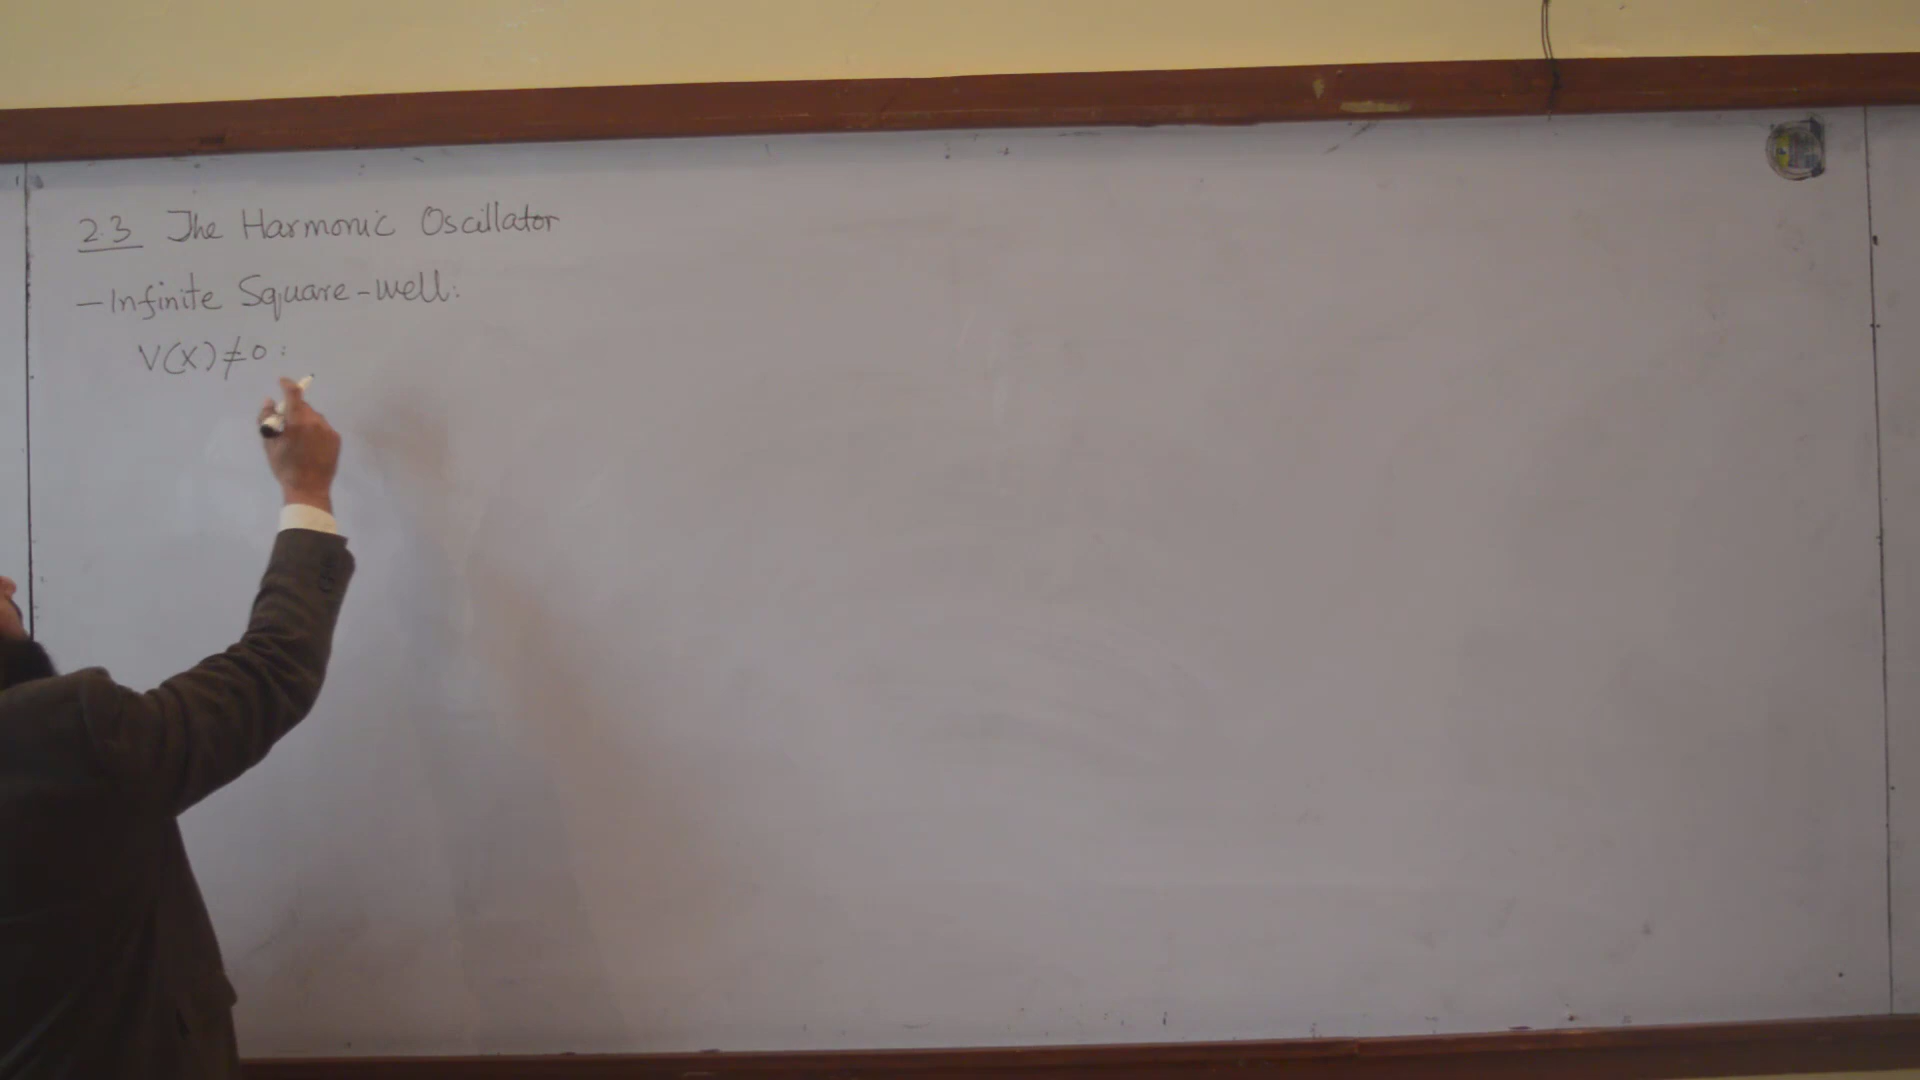 2.3 The Harmonic Oscillator
- Infinite Square-well:
V(x)≠0: